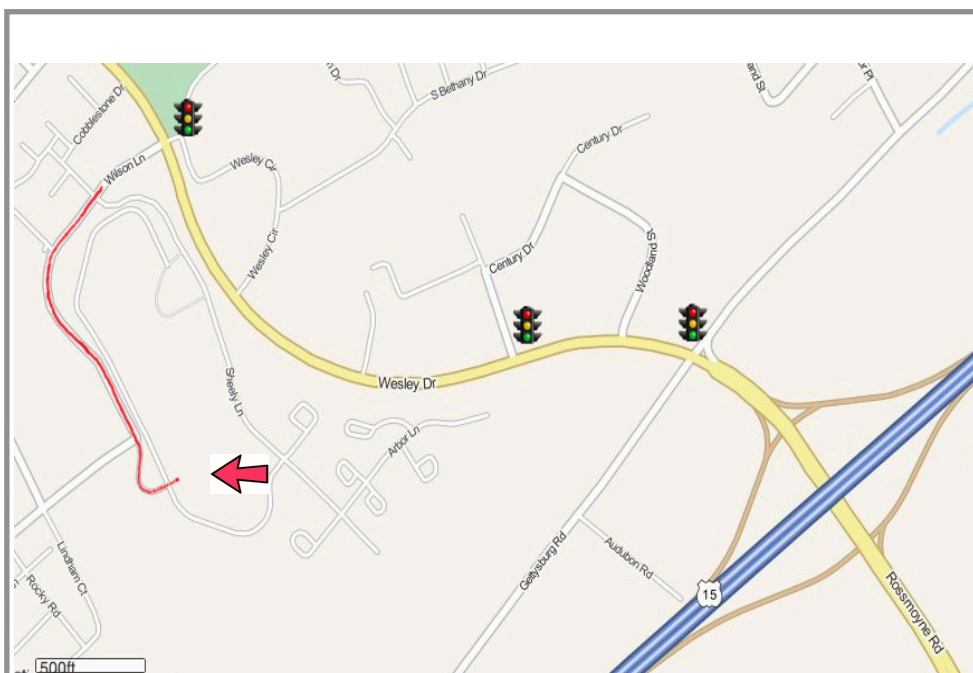 S Bethany Dr
Cobblestone Dr
Century Dr
Wilson Ln
Wesley Cir
Wesley Cir
Century Dr
Woodland St
Wesley Dr
Sheely Ln
Arbor Ln
Gettysburg Rd
Audubon Rd
Lindham Ct
Rocky Rd
15
Rossmoyne Rd
500ft